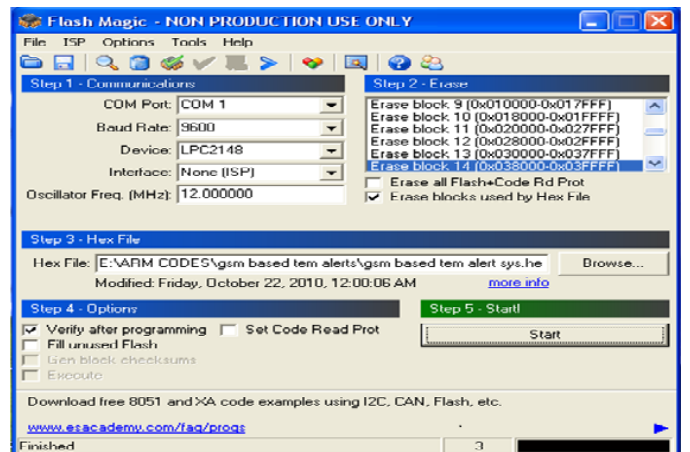 Flash Magic - NON PRODUCTION USE ONLY
File ISP Options Tools Help
Step 1 - Communications
COM Port: COM 1
Baud Rate: 9600
Device: LPC2148
Interface: None (ISP)
Oscillator Freq. (MHz): 12.000000
Step 2 - Erase
Erase block 9 (0x010000-0x017FFF)
Erase block 10 (0x018000-0x01FFFF)
Erase block 11 (0x020000-0x027FFF)
Erase block 12 (0x028000-0x02FFFF)
Erase block 13 (0x030000-0x037FFF)
Erase block 14 (0x038000-0x03FFFF)
Erase all Flash+Code Rd Prot
Erase blocks used by Hex File
Step 3 - Hex File
Hex File: E:\ARM CODES\gsm based tem alerts\gsm based tem alert sys.he Browse...
Modified: Friday, October 22, 2010, 12:00:06 AM more info
Step 4 - Options
Verify after programming Set Code Read Prot
Fill unused Flash
Gen block checksums
Execute
Step 5 - Start!
Start
Download free 8051 and XA code examples using I2C, CAN, Flash, etc.
www.esacademy.com/faq/progs
Finished 3